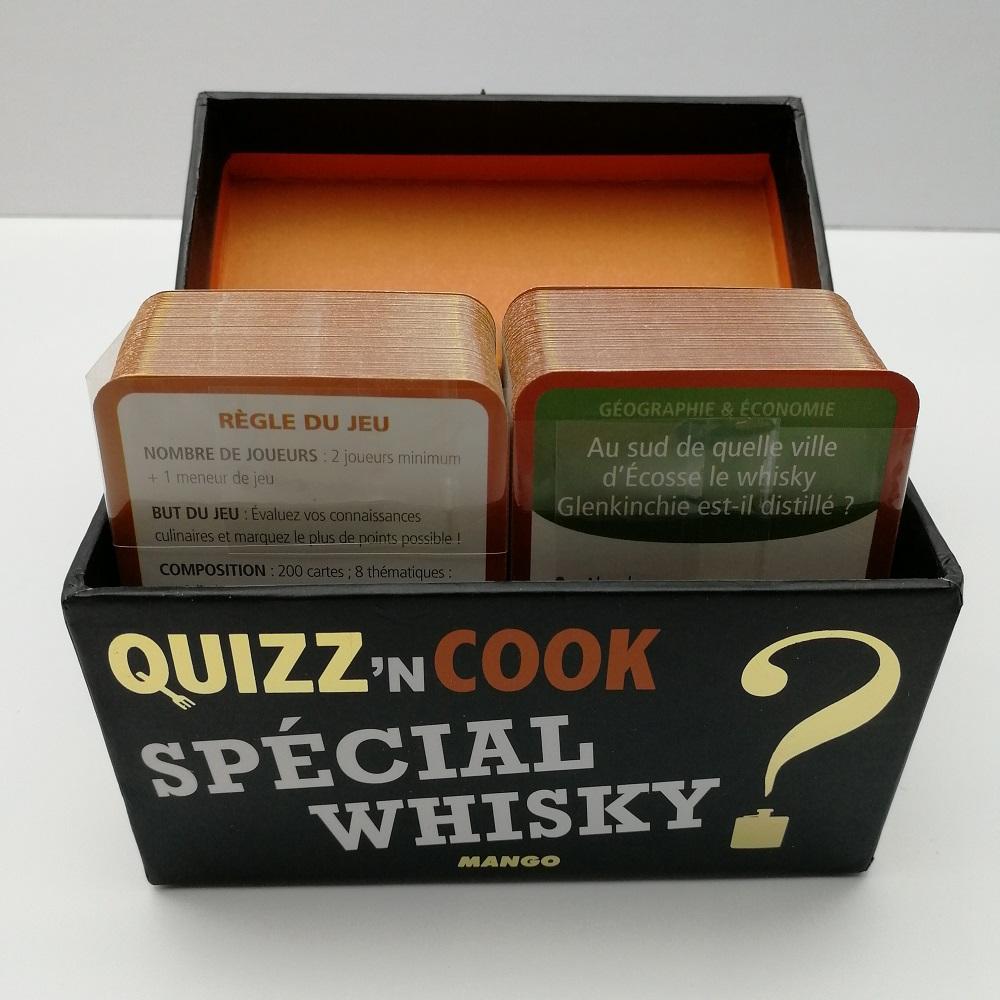 RÈGLE DU JEU
NOMBRE DE JOUEURS : 2 joueurs minimum
+ 1 meneur de jeu
BUT DU JEU : Évaluez vos connaissances
culinaires et marquez le plus de points possible !
COMPOSITION : 200 cartes ; 8 thématiques :
GÉOGRAPHIE & ÉCONOMIE
Au sud de quelle ville
d'Écosse le whisky
Glenkinchie est-il distillé ?
QUIZZ 'N COOK
SPÉCIAL
WHISKY
MANGO